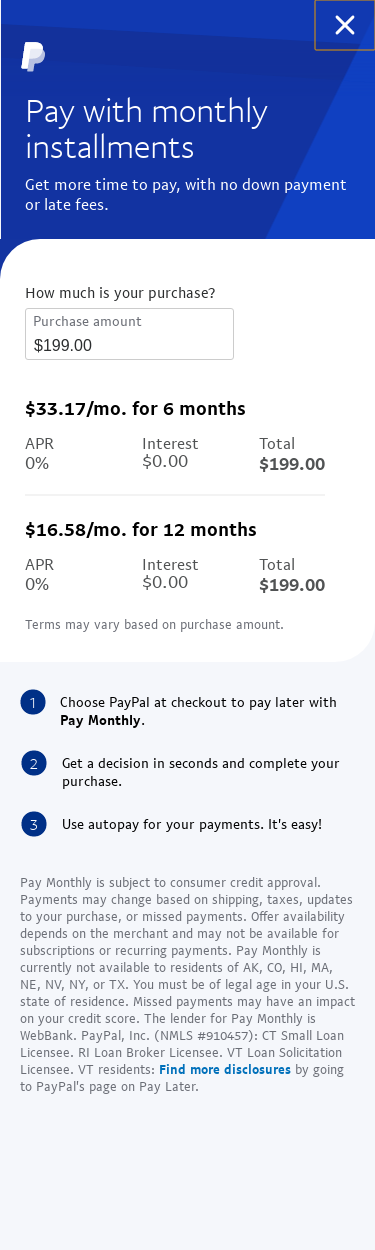 Pay with monthly
installments
Get more time to pay, with no down payment
or late fees.
How much is your purchase?
Purchase amount
$199.00
$33.17/mo. for 6 months
APR Interest Total
0% $0.00 $199.00
$16.58/mo. for 12 months
APR Interest Total
0% $0.00 $199.00
Terms may vary based on purchase amount.
1 Choose PayPal at checkout to pay later with
Pay Monthly.
2 Get a decision in seconds and complete your
purchase.
3 Use autopay for your payments. It's easy!
Pay Monthly is subject to consumer credit approval.
Payments may change based on shipping, taxes, updates
to your purchase, or missed payments. Offer availability
depends on the merchant and may not be available for
subscriptions or recurring payments. Pay Monthly is
currently not available to residents of AK, CO, HI, MA,
NE, NV, NY, or TX. You must be of legal age in your U.S.
state of residence. Missed payments may have an impact
on your credit score. The lender for Pay Monthly is
WebBank. PayPal, Inc. (NMLS #910457): CT Small Loan
Licensee. RI Loan Broker Licensee. VT Loan Solicitation
Licensee. VT residents: Find more disclosures by going
to PayPal's page on Pay Later.